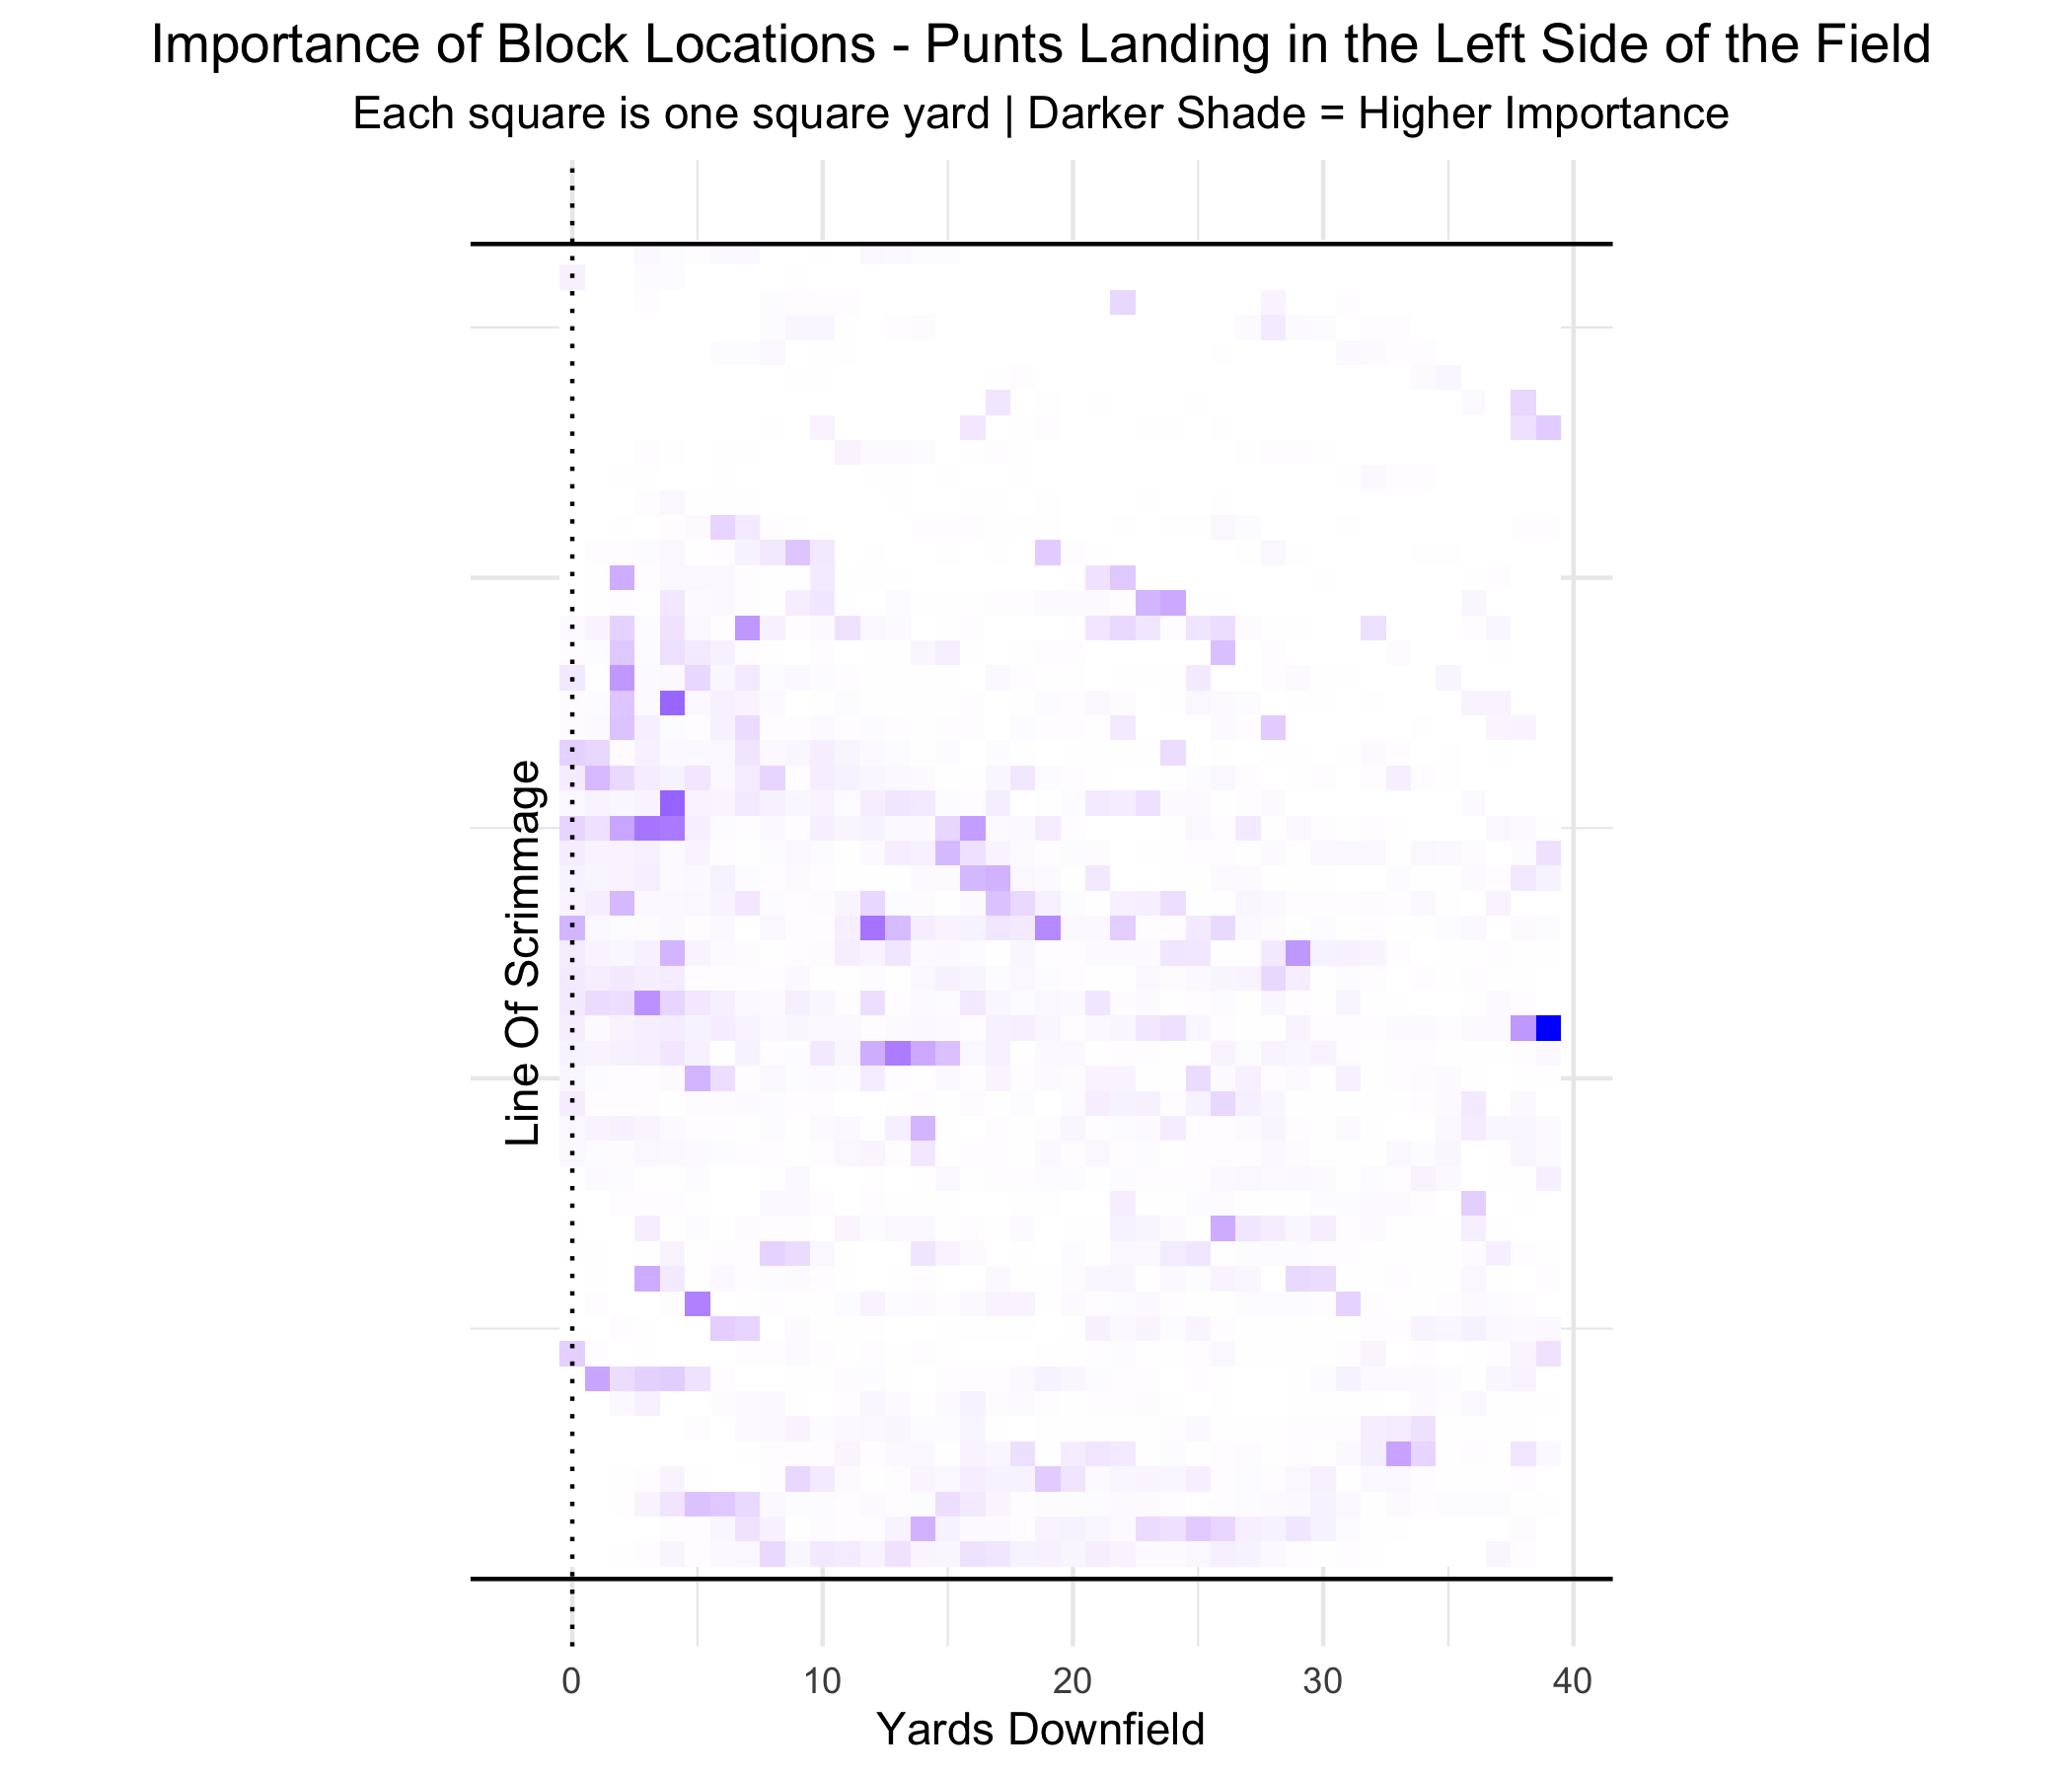 Importance of Block Locations - Punts Landing in the Left Side of the Field
Each square is one square yard | Darker Shade = Higher Importance
Line Of Scrimmage
0 10 20 30 40
Yards Downfield